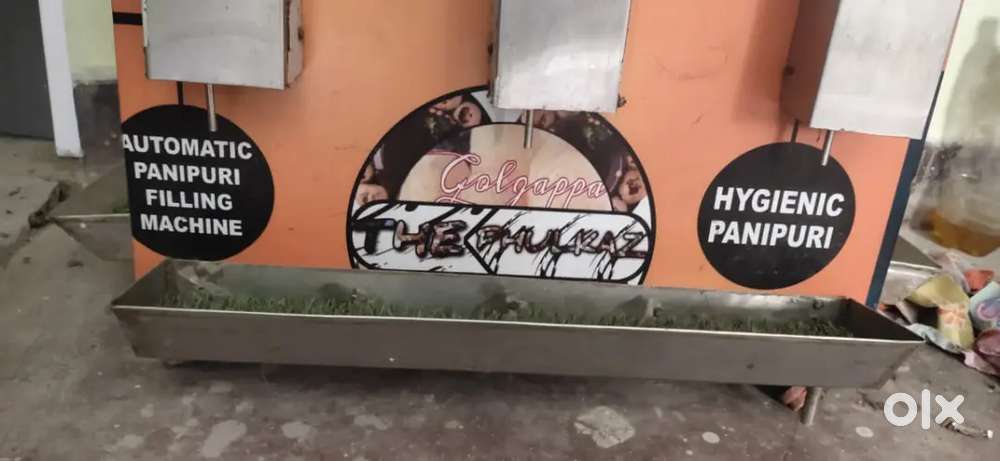 AUTOMATIC
PANIPURI
FILLING
MACHINE
Golgappa
THE PHULKAZ
HYGIENIC
PANIPURI
olx